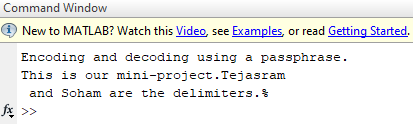 Command Window
New to MATLAB? Watch this Video, see Examples, or read Getting Started.
Encoding and decoding using a passphrase.
This is our mini-project.Tejasram
 and Soham are the delimiters.%
fx >>